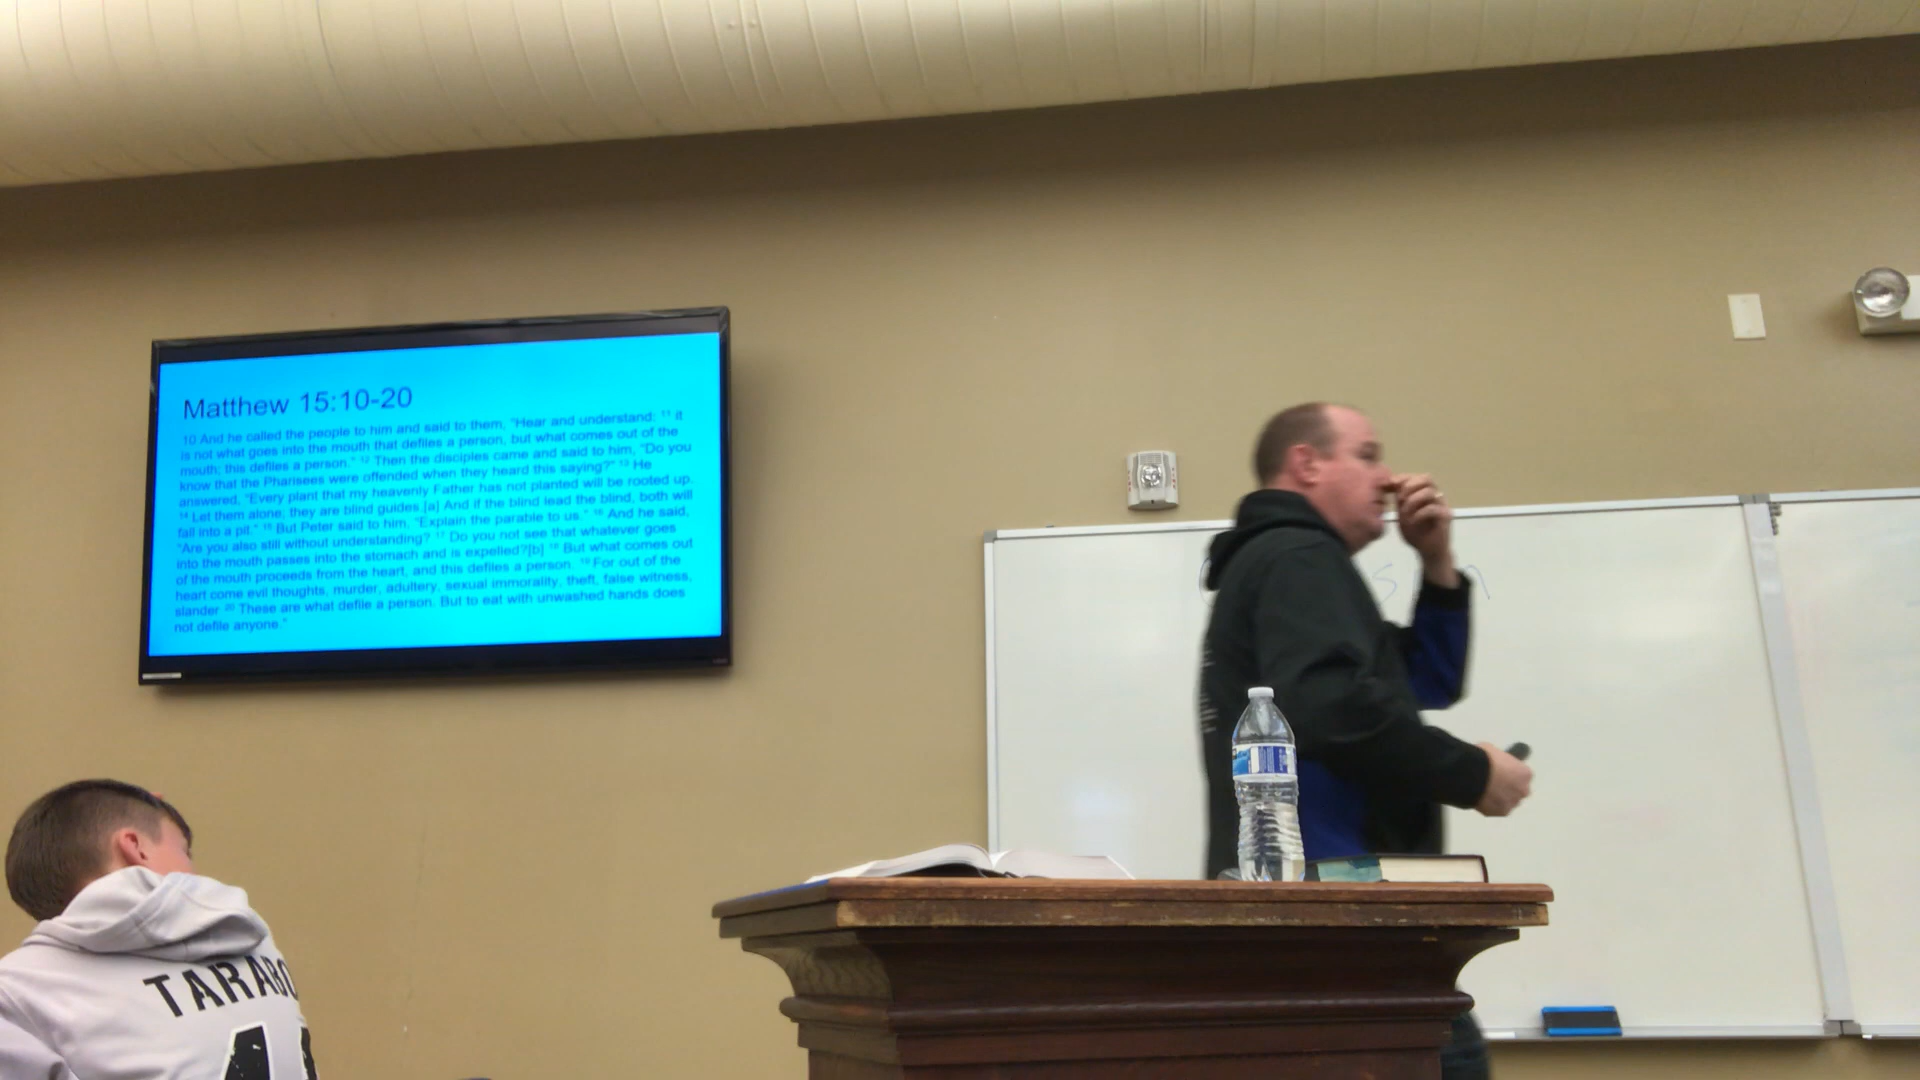 Matthew 15:10-20
10 And he called the people to him and said to them, "Hear and understand: 11 it
is not what goes into the mouth that defiles a person, but what comes out of the
mouth; this defiles a person." 12 Then the disciples came and said to him, "Do you
know that the Pharisees were offended when they heard this saying?" 13 He
answered, "Every plant that my heavenly Father has not planted will be rooted up.
14 Let them alone; they are blind guides.[a] And if the blind lead the blind, both will
fall into a pit." 15 But Peter said to him, "Explain the parable to us." 16 And he said,
"Are you also still without understanding? 17 Do you not see that whatever goes
into the mouth passes into the stomach and is expelled?[b] 18 But what comes out
of the mouth proceeds from the heart, and this defiles a person. 19 For out of the
heart come evil thoughts, murder, adultery, sexual immorality, theft, false witness,
slander 20 These are what defile a person. But to eat with unwashed hands does
not defile anyone."
TARABO